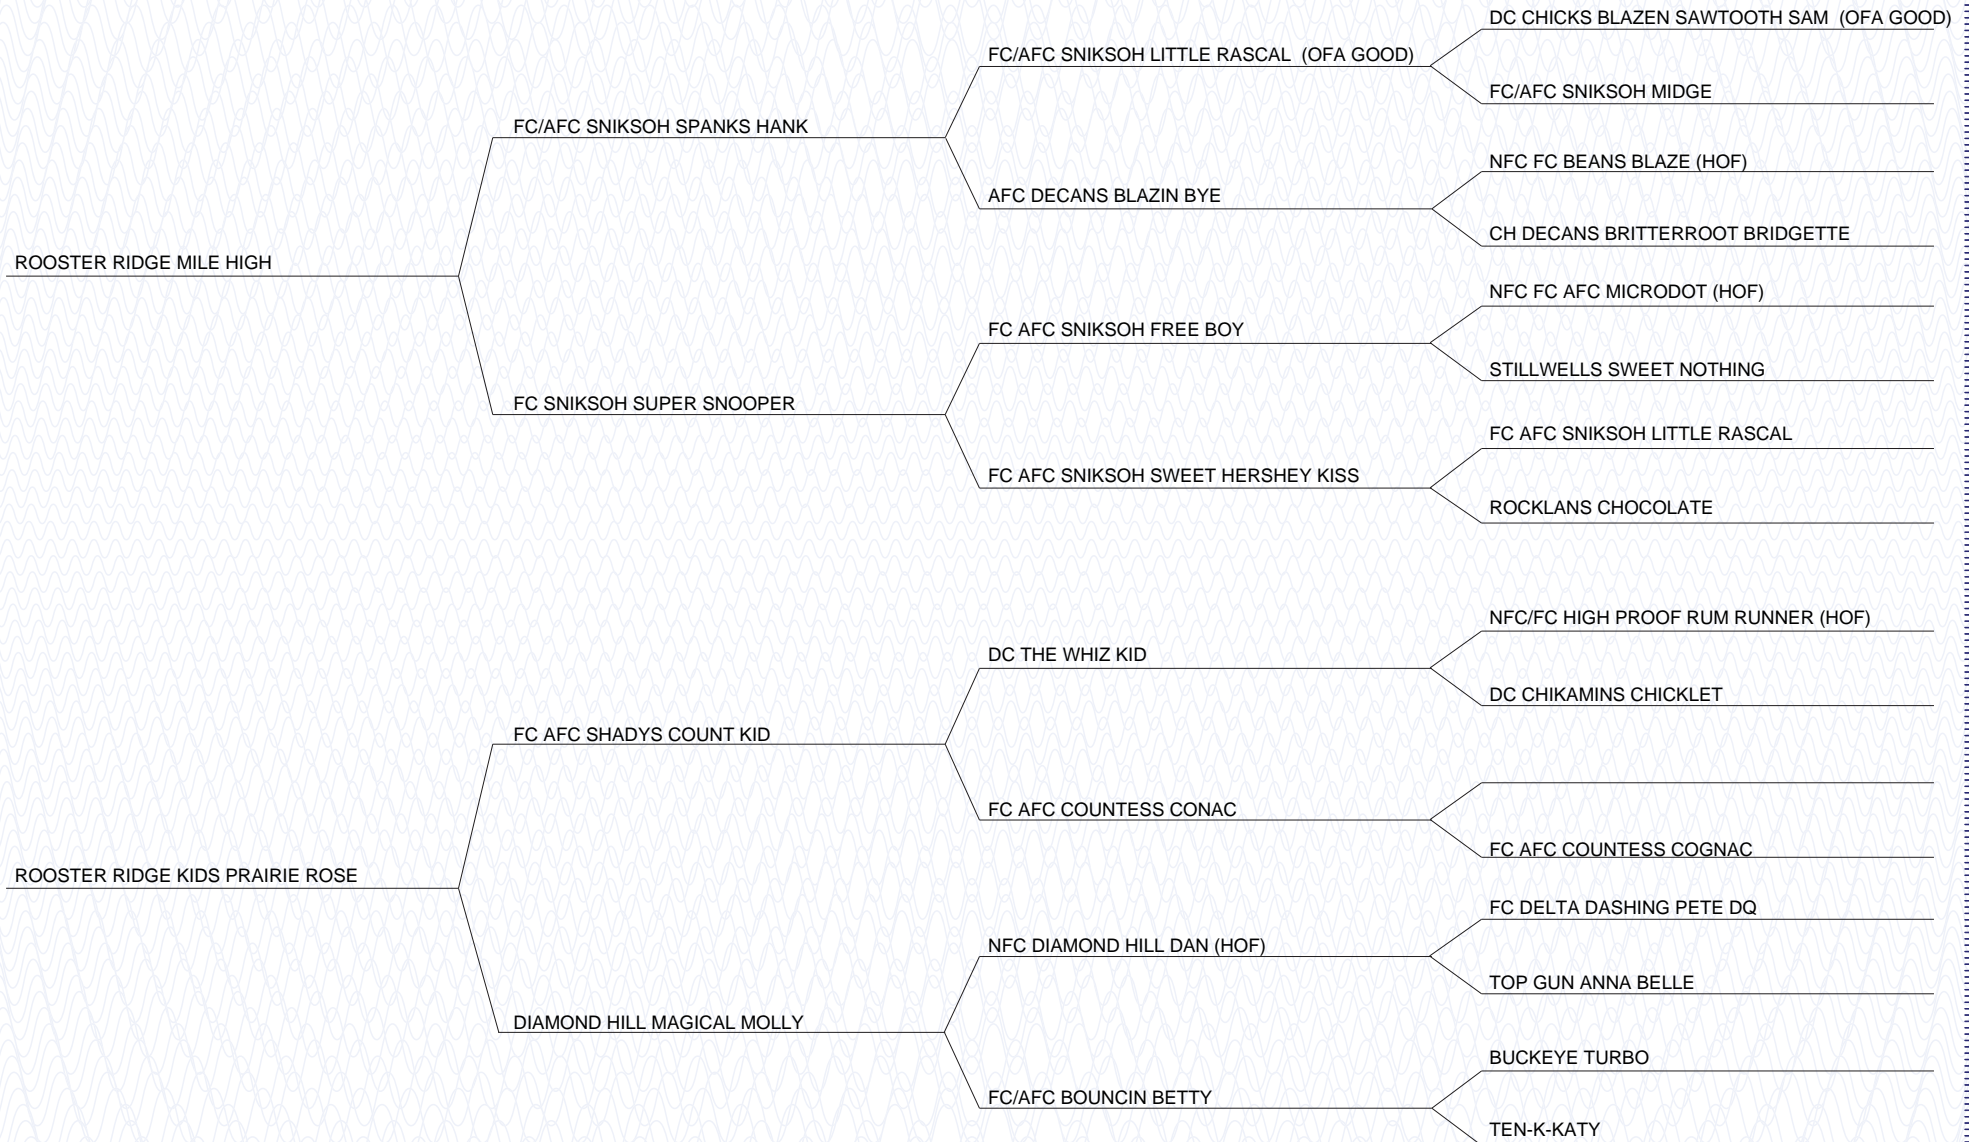 DC CHICKS BLAZEN SAWTOOTH SAM  (OFA GOOD)
FC/AFC SNIKSOH LITTLE RASCAL  (OFA GOOD)
FC/AFC SNIKSOH MIDGE
FC/AFC SNIKSOH SPANKS HANK
NFC FC BEANS BLAZE (HOF)
AFC DECANS BLAZIN BYE
CH DECANS BRITTERROOT BRIDGETTE
ROOSTER RIDGE MILE HIGH
NFC FC AFC MICRODOT (HOF)
FC AFC SNIKSOH FREE BOY
STILLWELLS SWEET NOTHING
FC SNIKSOH SUPER SNOOPER
FC AFC SNIKSOH LITTLE RASCAL
FC AFC SNIKSOH SWEET HERSHEY KISS
ROCKLANS CHOCOLATE
NFC/FC HIGH PROOF RUM RUNNER (HOF)
DC THE WHIZ KID
DC CHIKAMINS CHICKLET
FC AFC SHADYS COUNT KID
FC AFC COUNTESS CONAC
FC AFC COUNTESS COGNAC
ROOSTER RIDGE KIDS PRAIRIE ROSE
FC DELTA DASHING PETE DQ
NFC DIAMOND HILL DAN (HOF)
TOP GUN ANNA BELLE
DIAMOND HILL MAGICAL MOLLY
BUCKEYE TURBO
FC/AFC BOUNCIN BETTY
TEN-K-KATY